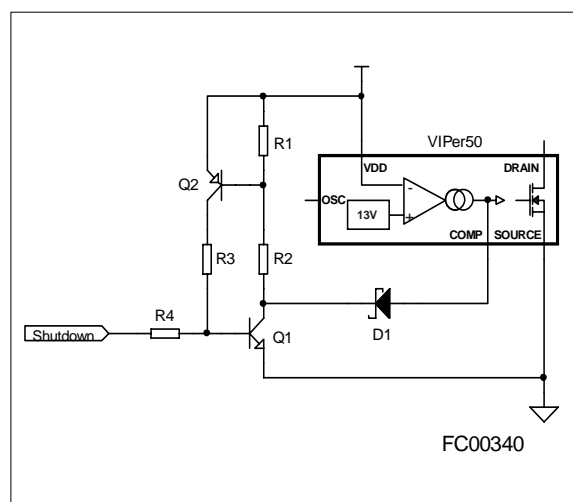 R1
VIPer50
VDD
DRAIN
Q2
OSC
-
13V
+
COMP
SOURCE
R3
R2
D1
R4
Shutdown
Q1
FC00340